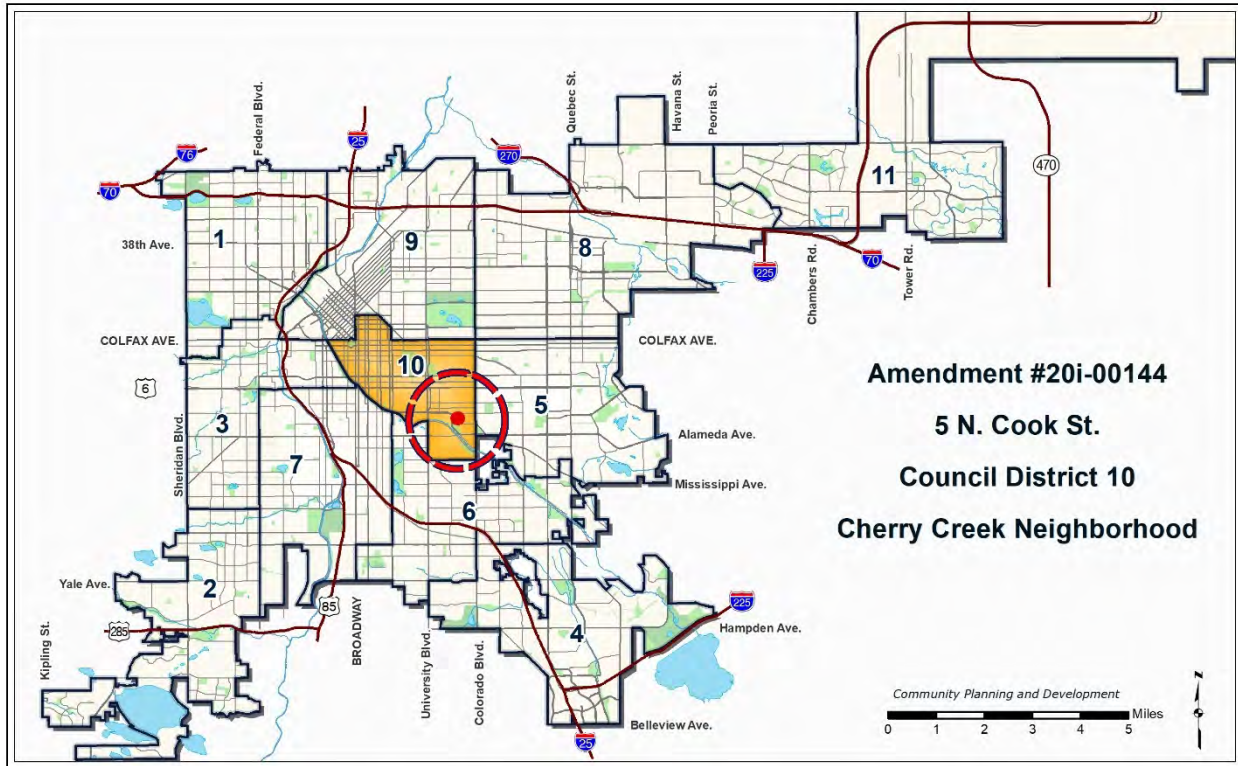 Federal Blvd.
Quebec St.
Havana St.
Peoria St.
76
25
270
70
470
11
1
9
8
38th Ave.
225
70
Chambers Rd.
Tower Rd.
COLFAX AVE.
COLFAX AVE.
10
6
5
3
Sheridan Blvd.
Alameda Ave.
7
Mississippi Ave.
6
Amendment #20i-00144
5 N. Cook St.
Council District 10
Cherry Creek Neighborhood
Yale Ave.
2
85
BROADWAY
225
285
4
Hampden Ave.
Kipling St.
University Blvd.
Colorado Blvd.
Belleview Ave.
25
Community Planning and Development
Miles
0 1 2 3 4 5
N